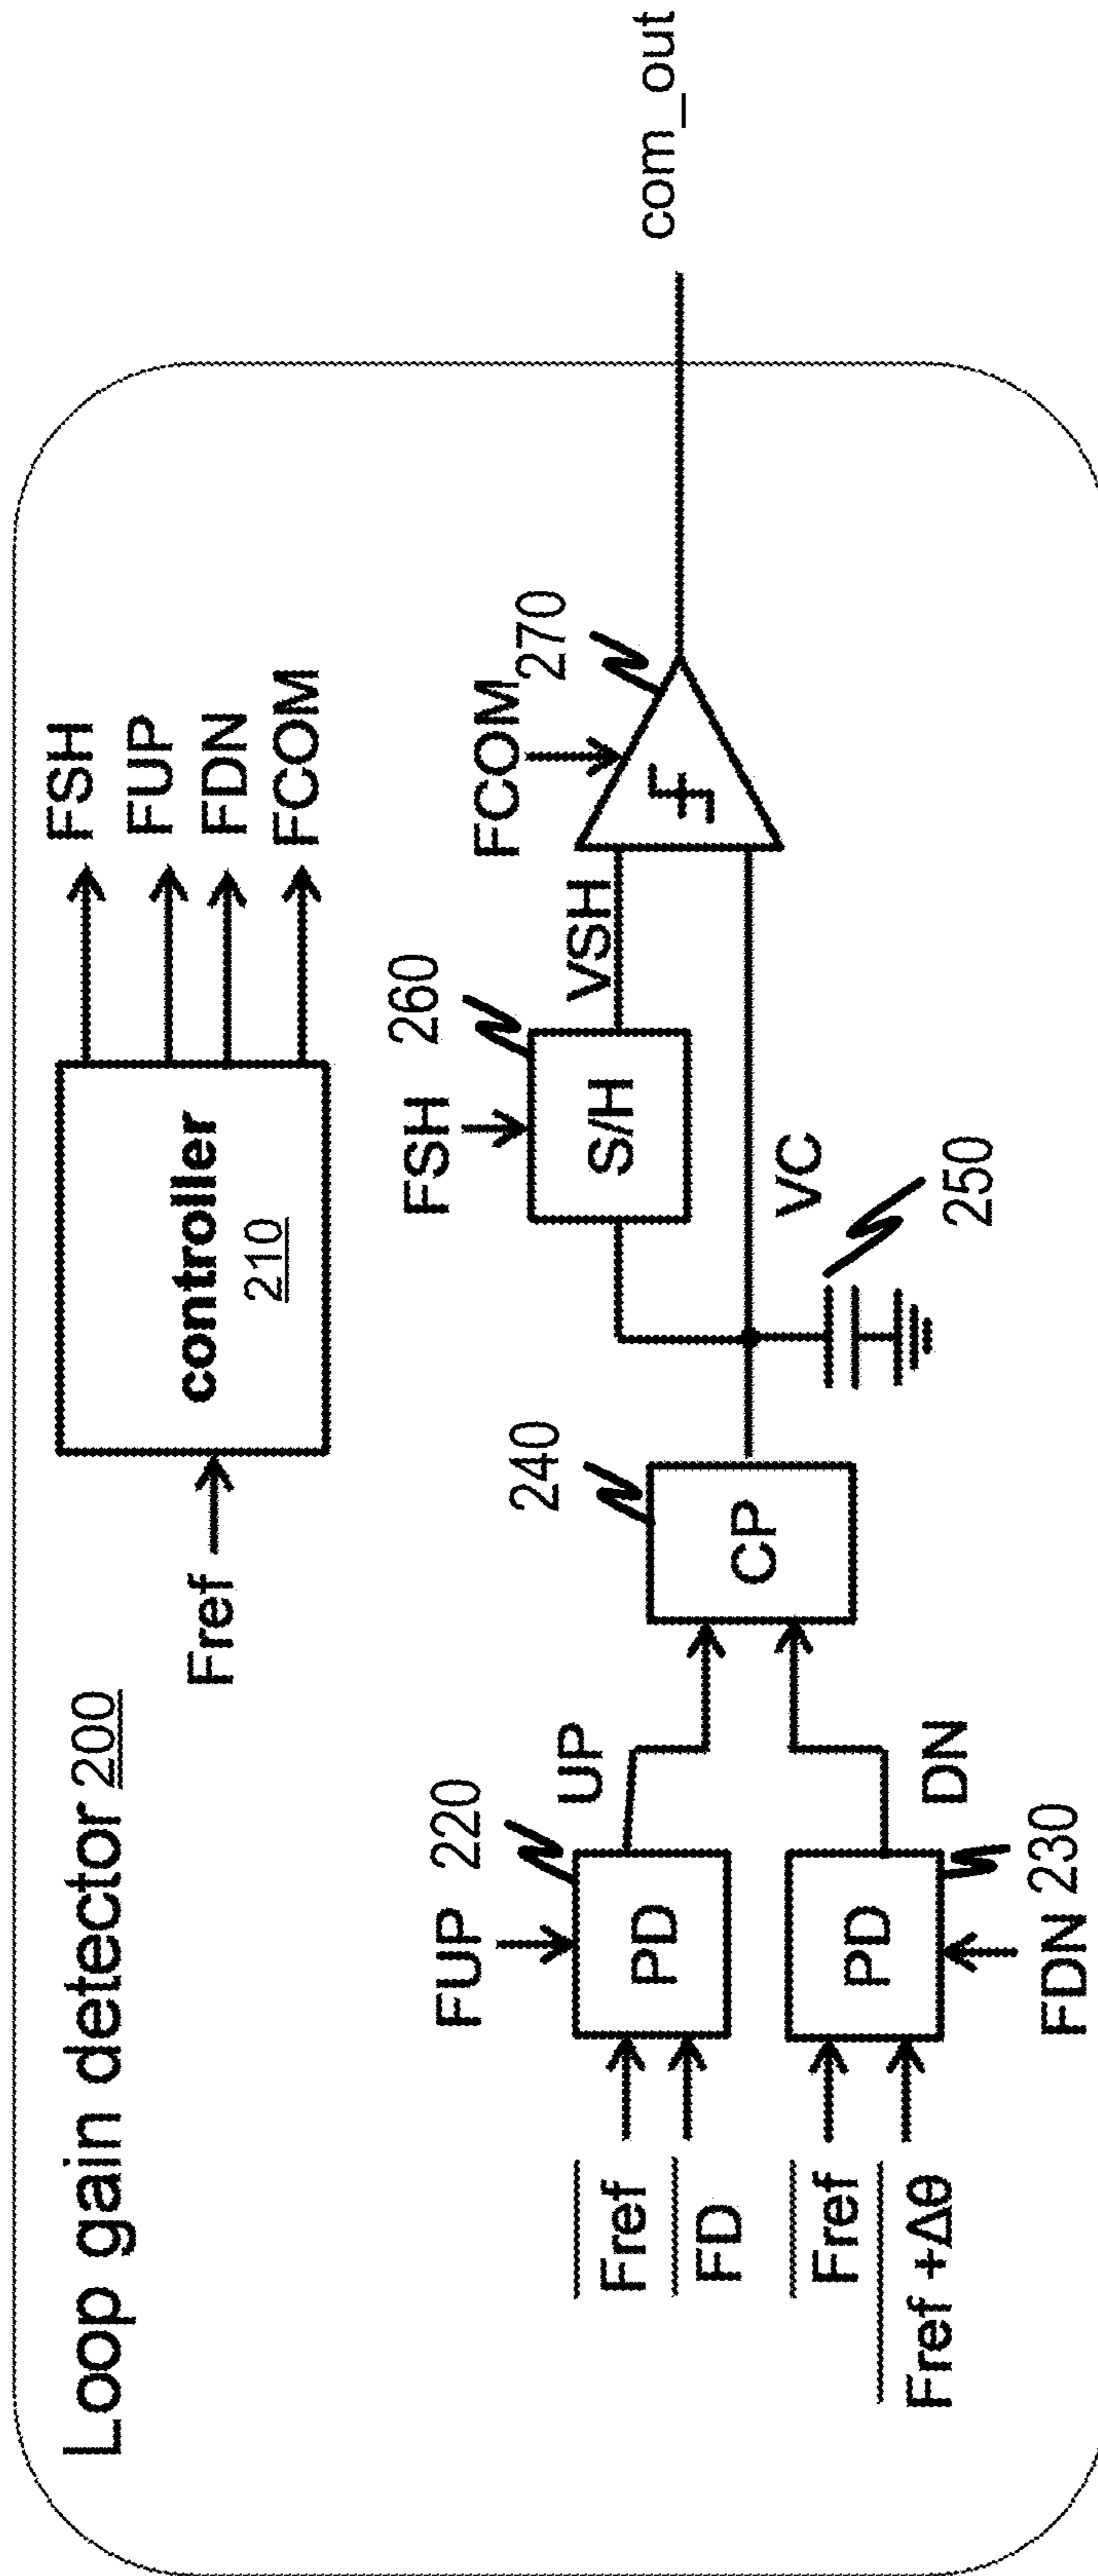 Loop gain detector 200
Fref
controller
210
FSH
FUP
FDN
FCOM
FUP
220
PD
Fref
FD
UP
Fref
Fref +Δθ
PD
FDN
230
DN
240
CP
FSH
260
S/H
VSH
VC
250
FCOM
270
com_out